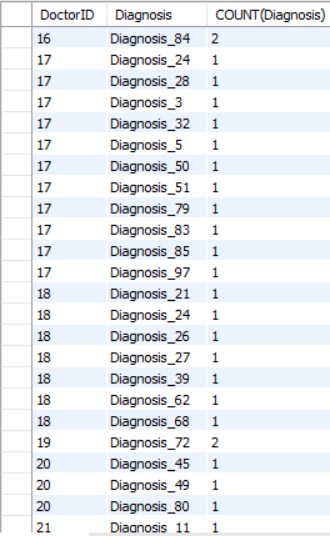 DoctorID Diagnosis COUNT(Diagnosis)
16 Diagnosis_84 2
17 Diagnosis_24 1
17 Diagnosis_28 1
17 Diagnosis_3 1
17 Diagnosis_32 1
17 Diagnosis_5 1
17 Diagnosis_50 1
17 Diagnosis_51 1
17 Diagnosis_79 1
17 Diagnosis_83 1
17 Diagnosis_85 1
17 Diagnosis_97 1
18 Diagnosis_21 1
18 Diagnosis_24 1
18 Diagnosis_26 1
18 Diagnosis_27 1
18 Diagnosis_39 1
18 Diagnosis_62 1
18 Diagnosis_68 1
19 Diagnosis_72 2
20 Diagnosis_45 1
20 Diagnosis_49 1
20 Diagnosis_80 1
21 Diagnosis_11 1